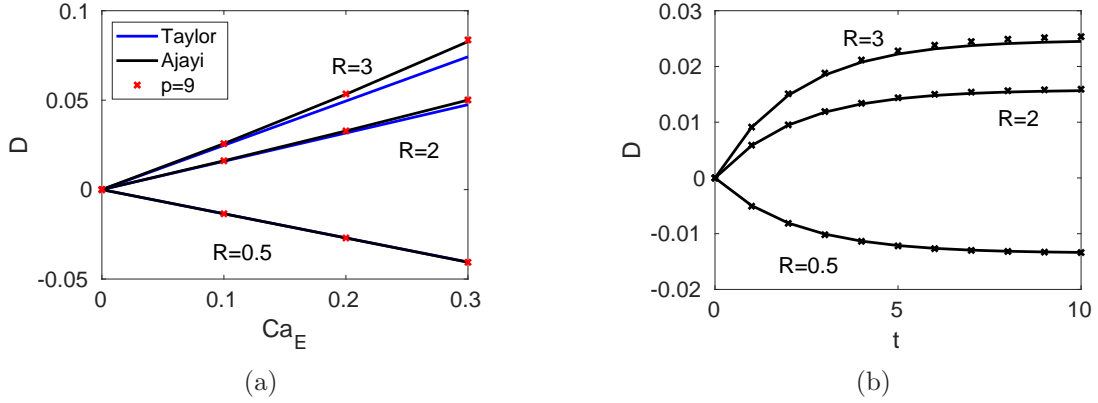 0.1
0.05
0
-0.05
D
Taylor
Ajayi
p=9
R=3
R=2
R=0.5
0 0.1 0.2 0.3
Ca_E
(a)
0.03
0.02
0.01
0
-0.01
-0.02
D
R=3
R=2
R=0.5
0 5 10
t
(b)